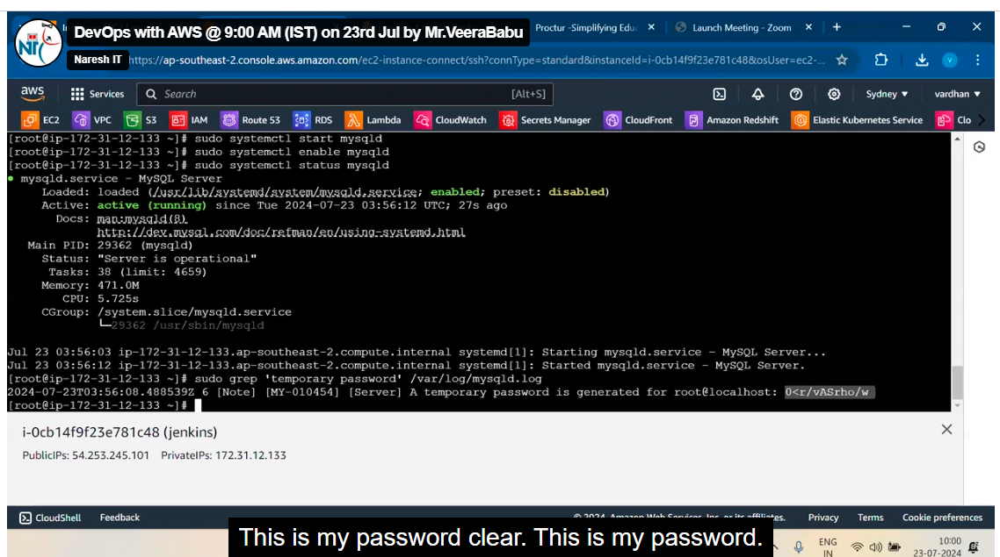 DevOps with AWS @ 9:00 AM (IST) on 23rd Jul by Mr.VeeraBabu
Proctur -Simplifying Edu
Launch Meeting - Zoom
Naresh IT
https://ap-southeast-2.console.aws.amazon.com/ec2-instance-connect/ssh?connType=standard&instanceId=i-0cb14f9f23e781c48&osUser=ec2-...
aws
Services
Search
[Alt+S]
Sydney
vardhan
EC2 VPC S3 IAM Route 53 RDS Lambda CloudWatch Secrets Manager CloudFront Amazon Redshift Elastic Kubernetes Service Clo
[root@ip-172-31-12-133 ~]# sudo systemctl start mysqld
[root@ip-172-31-12-133 ~]# sudo systemctl enable mysqld
[root@ip-172-31-12-133 ~]# sudo systemctl status mysqld
● mysqld.service - MySQL Server
Loaded: loaded (/usr/lib/systemd/system/mysqld.service; enabled; preset: disabled)
Active: active (running) since Tue 2024-07-23 03:56:12 UTC; 27s ago
Docs: man:mysqld(8)
http://dev.mysql.com/doc/refman/en/using-systemd.html
Main PID: 29362 (mysqld)
Status: "Server is operational"
Tasks: 38 (limit: 4659)
Memory: 471.0M
CPU: 5.725s
CGroup: /system.slice/mysqld.service
└─29362 /usr/sbin/mysqld
Jul 23 03:56:03 ip-172-31-12-133.ap-southeast-2.compute.internal systemd[1]: Starting mysqld.service - MySQL Server...
Jul 23 03:56:12 ip-172-31-12-133.ap-southeast-2.compute.internal systemd[1]: Started mysqld.service - MySQL Server.
[root@ip-172-31-12-133 ~]# sudo grep 'temporary password' /var/log/mysqld.log
2024-07-23T03:56:08.488539Z 6 [Note] [MY-010454] [Server] A temporary password is generated for root@localhost: 0<r/vASrho/w
[root@ip-172-31-12-133 ~]#
i-0cb14f9f23e781c48 (jenkins)
PublicIPs: 54.253.245.101 PrivateIPs: 172.31.12.133
CloudShell Feedback
© 2024, Amazon Web Services, Inc. or its affiliates.
Privacy Terms Cookie preferences
This is my password clear. This is my password.
ENG
IN
10:00
23-07-2024